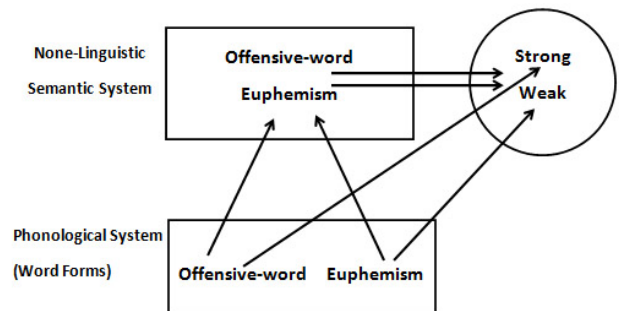 None-Linguistic
Semantic System
Offensive-word
Euphemism
Strong
Weak
Phonological System
(Word Forms)
Offensive-word
Euphemism